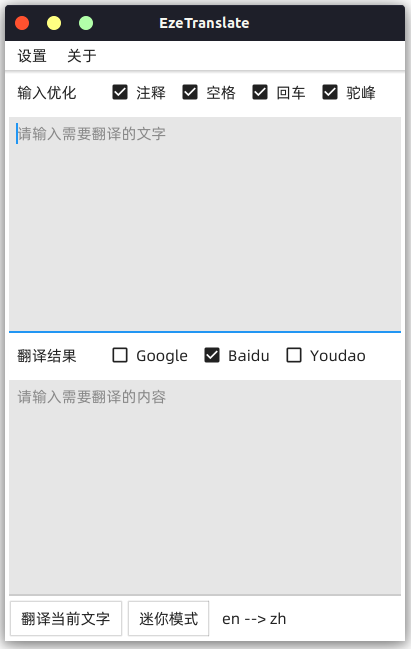 EzeTranslate
设置 关于
输入优化 注释 空格 回车 驼峰
请输入需要翻译的文字
翻译结果 Google Baidu Youdao
请输入需要翻译的内容
翻译当前文字 迷你模式 en --> zh